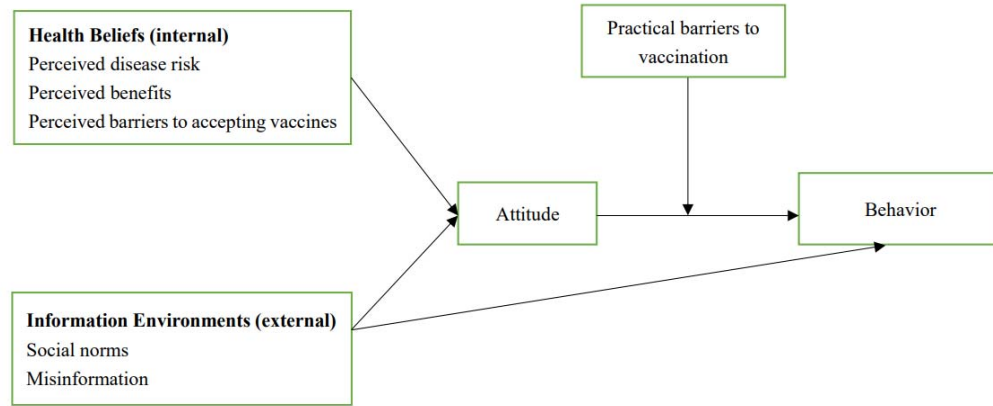 Health Beliefs (internal)
Perceived disease risk
Perceived benefits
Perceived barriers to accepting vaccines
Practical barriers to
vaccination
Attitude
Behavior
Information Environments (external)
Social norms
Misinformation